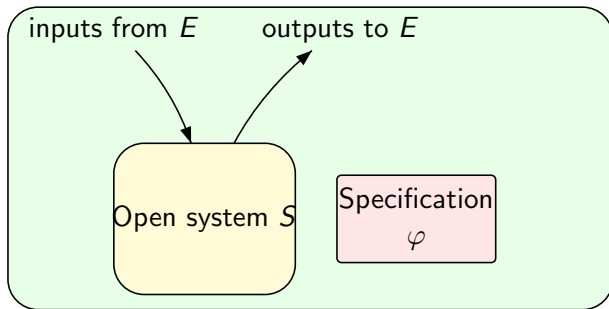 inputs from E
outputs to E
Open system S
Specification
φ